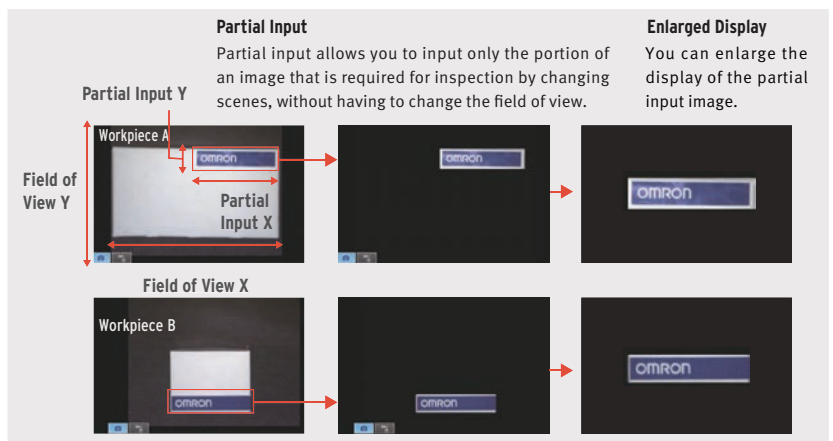 Partial Input
Partial input allows you to input only the portion of
an image that is required for inspection by changing
scenes, without having to change the field of view.
Enlarged Display
You can enlarge the
display of the partial
input image.
Partial Input Y
Workpiece A
OMRON
OMRON
OMRON
Field of
View Y
Partial
Input X
Field of View X
Workpiece B
OMRON
OMRON
OMRON